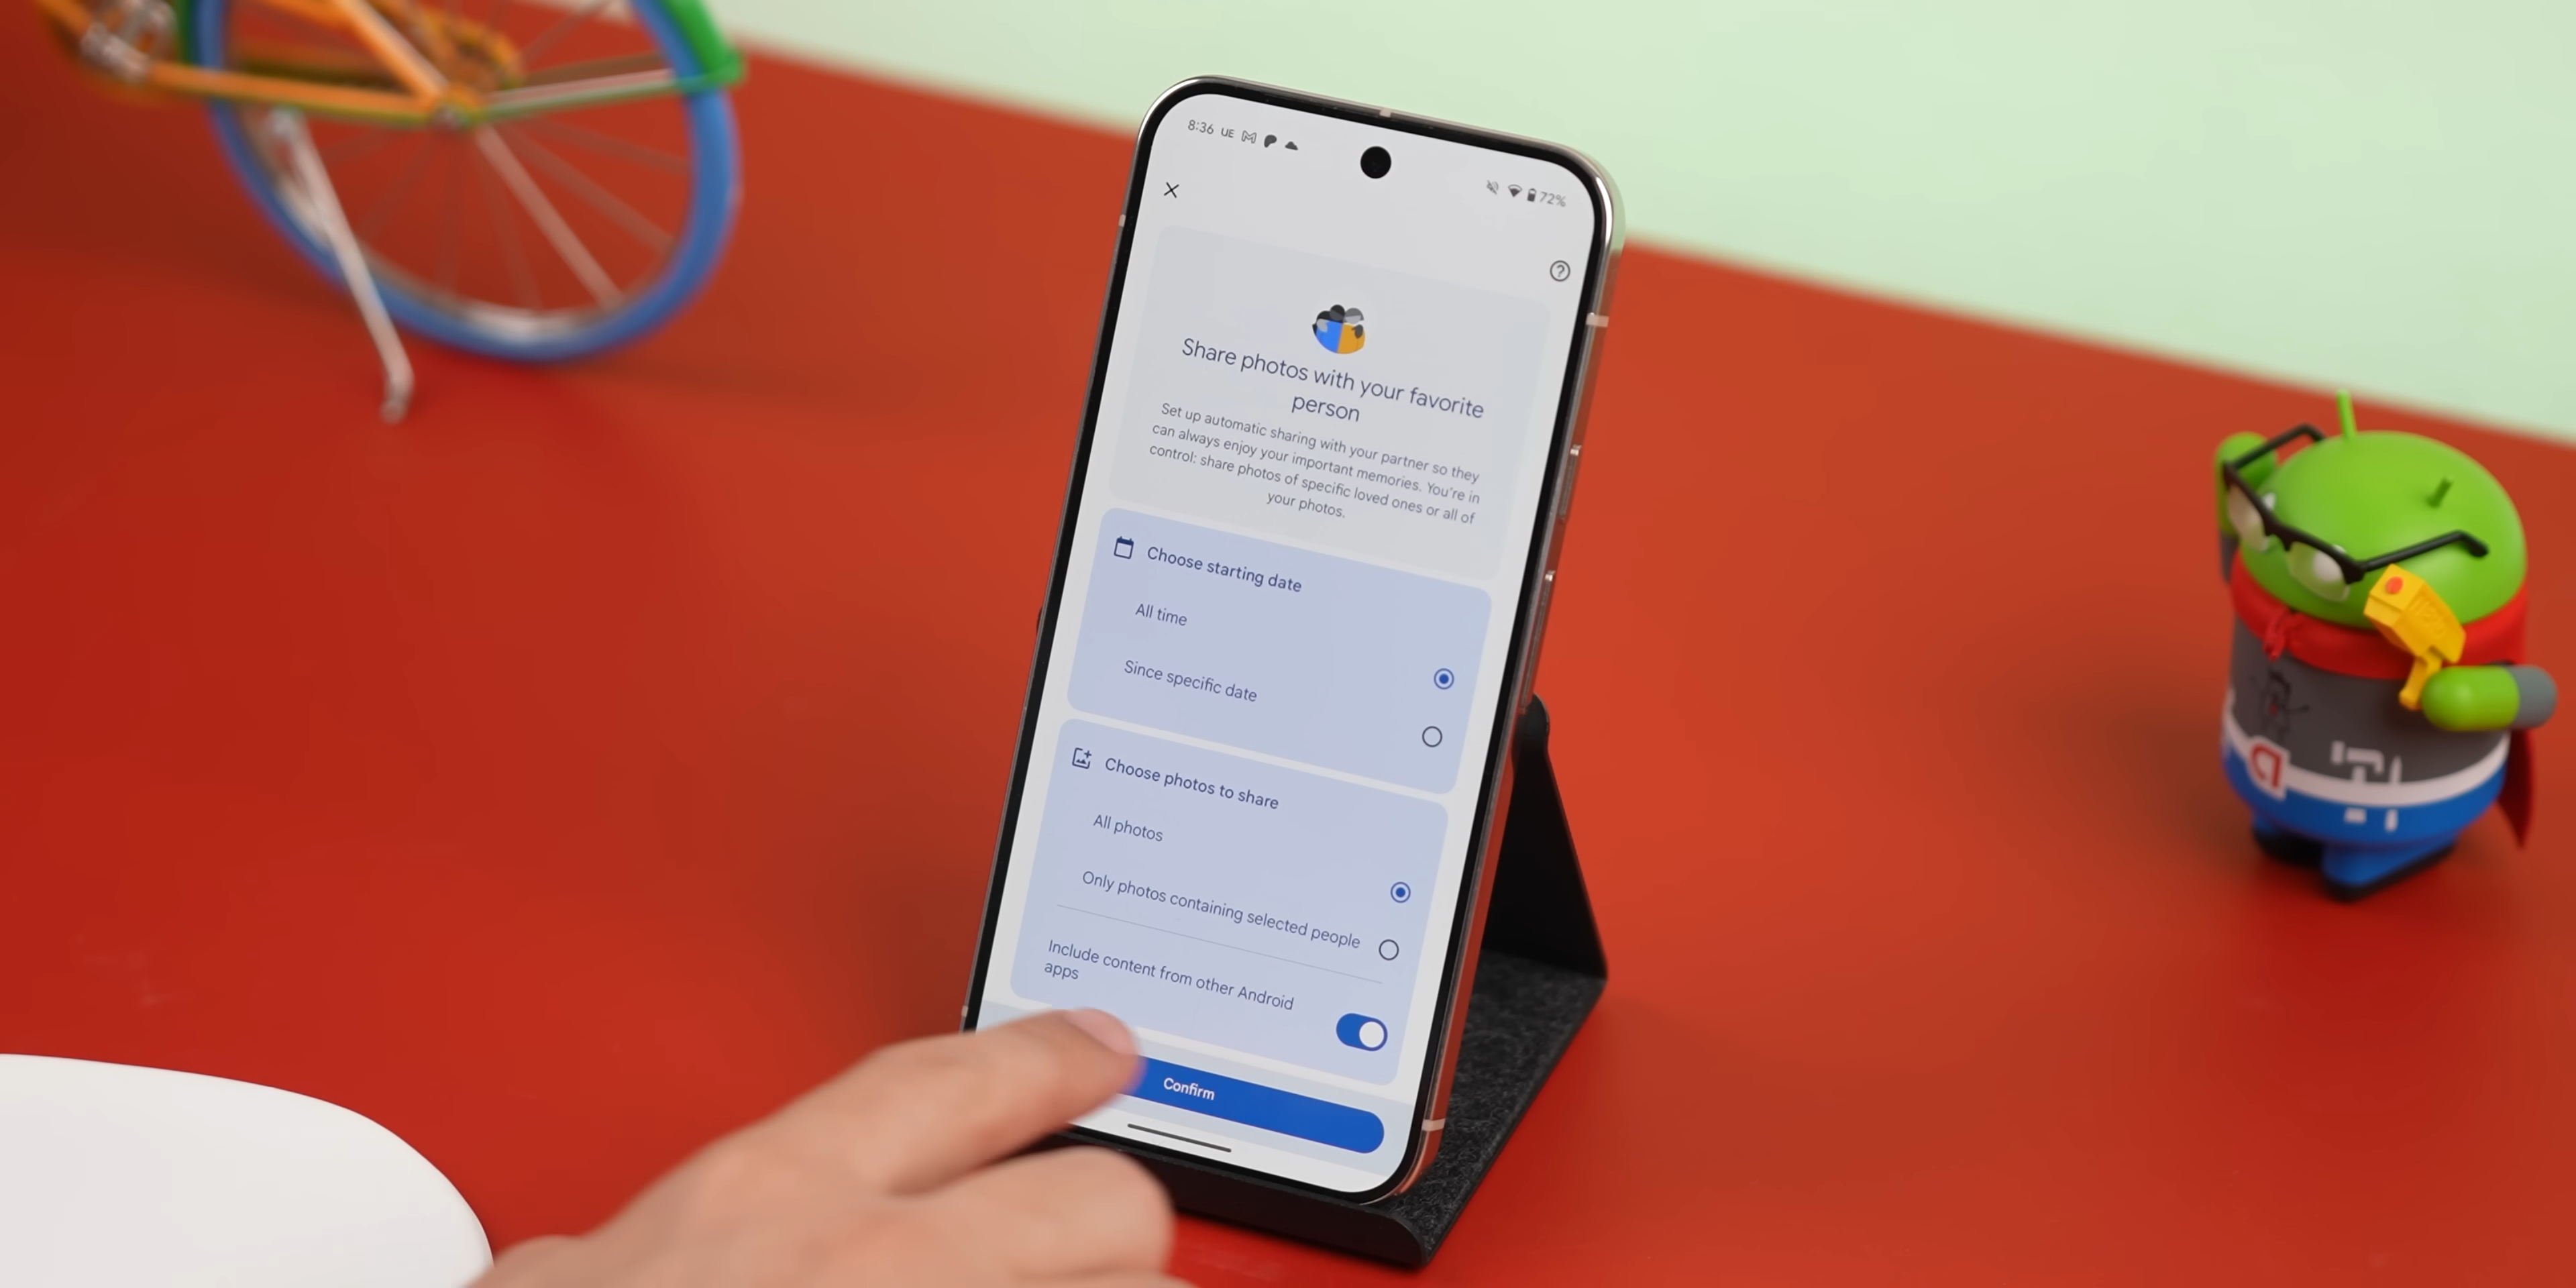 8:36 UE
72%
Share photos with your favorite
person
Set up automatic sharing with your partner so they
can always enjoy your important memories. You're in
control: share photos of specific loved ones or all of
your photos.
Choose starting date
All time
Since specific date
Choose photos to share
All photos
Only photos containing selected people
Include content from other Android
apps
Confirm